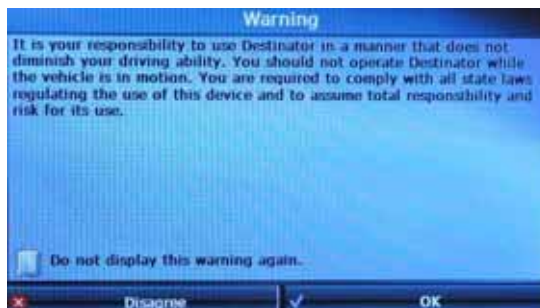 Warning
It is your responsibility to use Destinator in a manner that does not
diminish your driving ability. You should not operate Destinator while
the vehicle is in motion. You are required to comply with all state laws
regulating the use of this device and to assume total responsibility and
risk for its use.
Do not display this warning again.
Disagree
OK